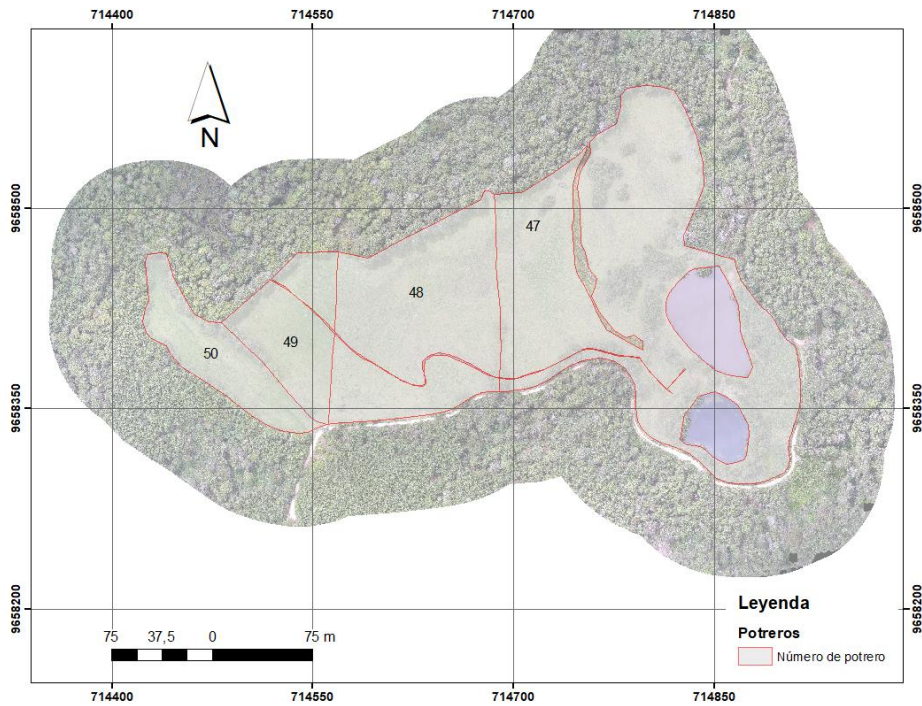 714400 714550 714700 714850
N
9658500 9658500
47
48
49
50
9658350 9658350
9658200 9658200
75 37,5 0 75 m
Leyenda
Potreros
Número de potrero
714400 714550 714700 714850